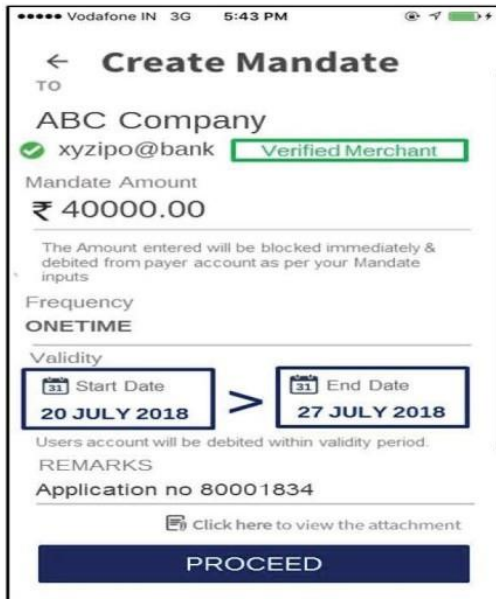 Vodafone IN 3G 5:43 PM
← Create Mandate
TO
ABC Company
xyzipo@bank Verified Merchant
Mandate Amount
₹ 40000.00
The Amount entered will be blocked immediately &
debited from payer account as per your Mandate
inputs
Frequency
ONETIME
Validity
31 Start Date > 31 End Date
20 JULY 2018 27 JULY 2018
Users account will be debited within validity period.
REMARKS
Application no 80001834
Click here to view the attachment
PROCEED